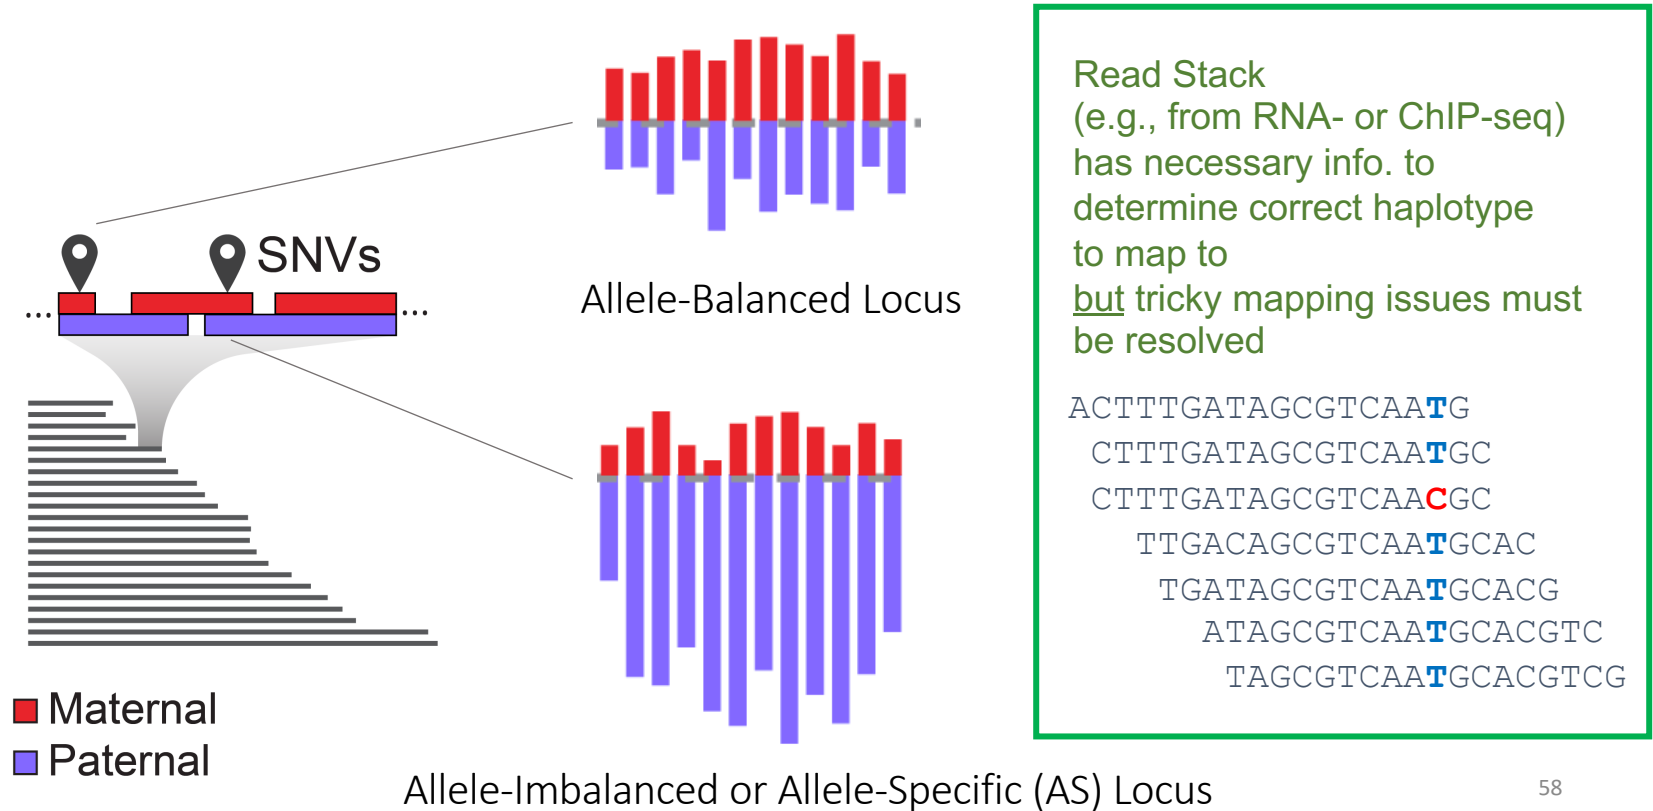 SNVs
...
...
Maternal
Paternal
Allele-Balanced Locus
Allele-Imbalanced or Allele-Specific (AS) Locus
Read Stack
(e.g., from RNA- or ChIP-seq)
has necessary info. to
determine correct haplotype
to map to
but tricky mapping issues must
be resolved
ACTTTGATAGCGTCAATG
CTTTGATAGCGTCAATGC
CTTTGATAGCGTCAACGC
TTGACAGCGTCAATGCAC
TGATAGCGTCAATGCACG
ATAGCGTCAATGCACGTC
TAGCGTCAATGCACGTCG
58